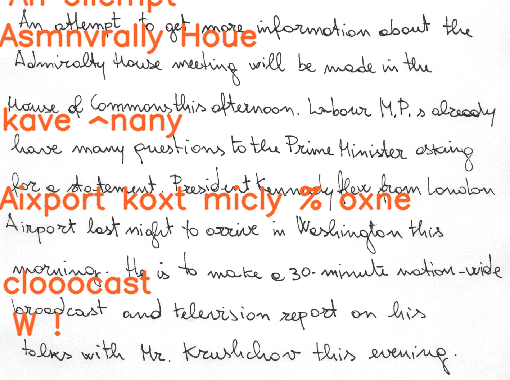 An attempt to get more information about the
Admiralty House meeting will be made in the
House of Commons this afternoon. Labour M.P.s already
have many questions to the Prime Minister asking
for a statement. President Kennedy flew from London
Airport last night to arrive in Washington this
morning. He is to make a 30-minute nation-wide
broadcast and television report on his
talks with Mr. Krushchov this evening.
An
Asmnvrally Houe
kave ^nany
Aixport koxt micly % oxne
clooocast
W !